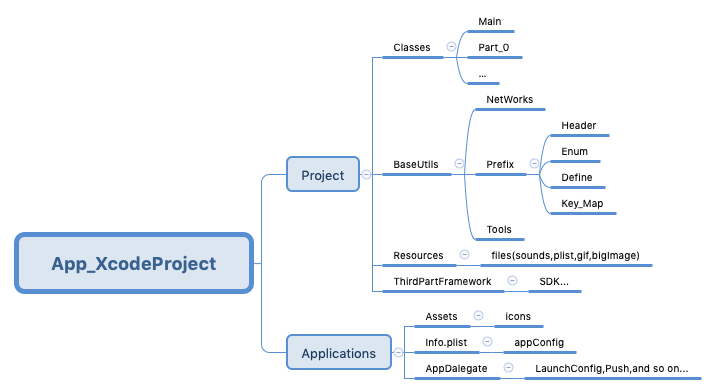 Main
Classes
Part_0
...
NetWorks
Header
Enum
BaseUtils
Prefix
Project
Define
Key_Map
Tools
Resources
files(sounds,plist,gif,bigImage)
App_XcodeProject
ThirdPartFramework
SDK...
Assets
icons
Info.plist
appConfig
Applications
AppDalegate
LaunchConfig,Push,and so on...